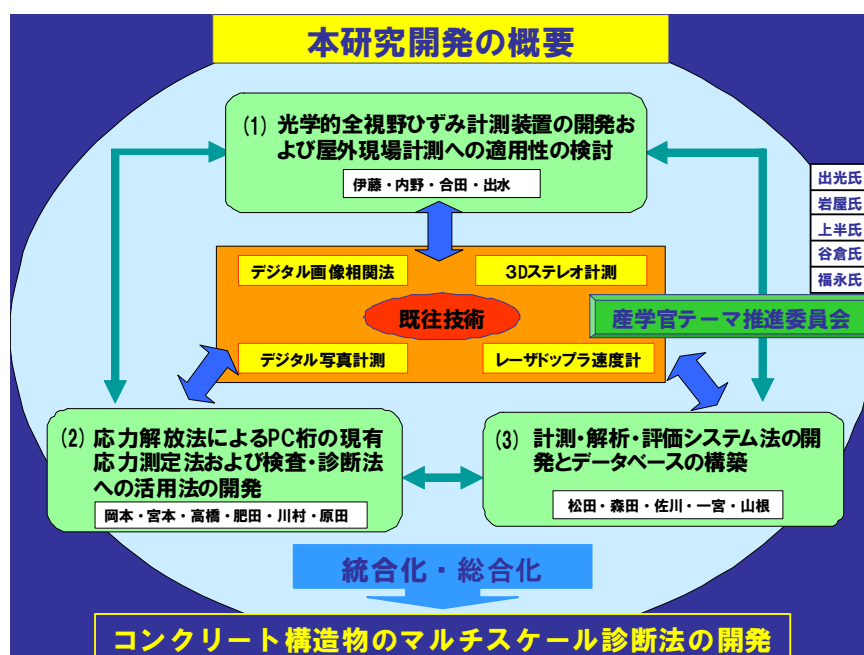 本研究開発の概要
(1) 光学的全視野ひずみ計測装置の開発お
よび屋外現場計測への適用性の検討
伊藤・内野・合田・出水
出光氏
岩屋氏
上半氏
谷倉氏
福永氏
デジタル画像相関法
3Dステレオ計測
既往技術
産学官テーマ推進委員会
デジタル写真計測
レーザドップラ速度計
(2) 応力解放法によるPC桁の現有
応力測定法および検査・診断法
への活用法の開発
岡本・宮本・高橋・肥田・川村・原田
(3) 計測・解析・評価システム法の開
発とデータベースの構築
松田・森田・佐川・一宮・山根
統合化・総合化
コンクリート構造物のマルチスケール診断法の開発